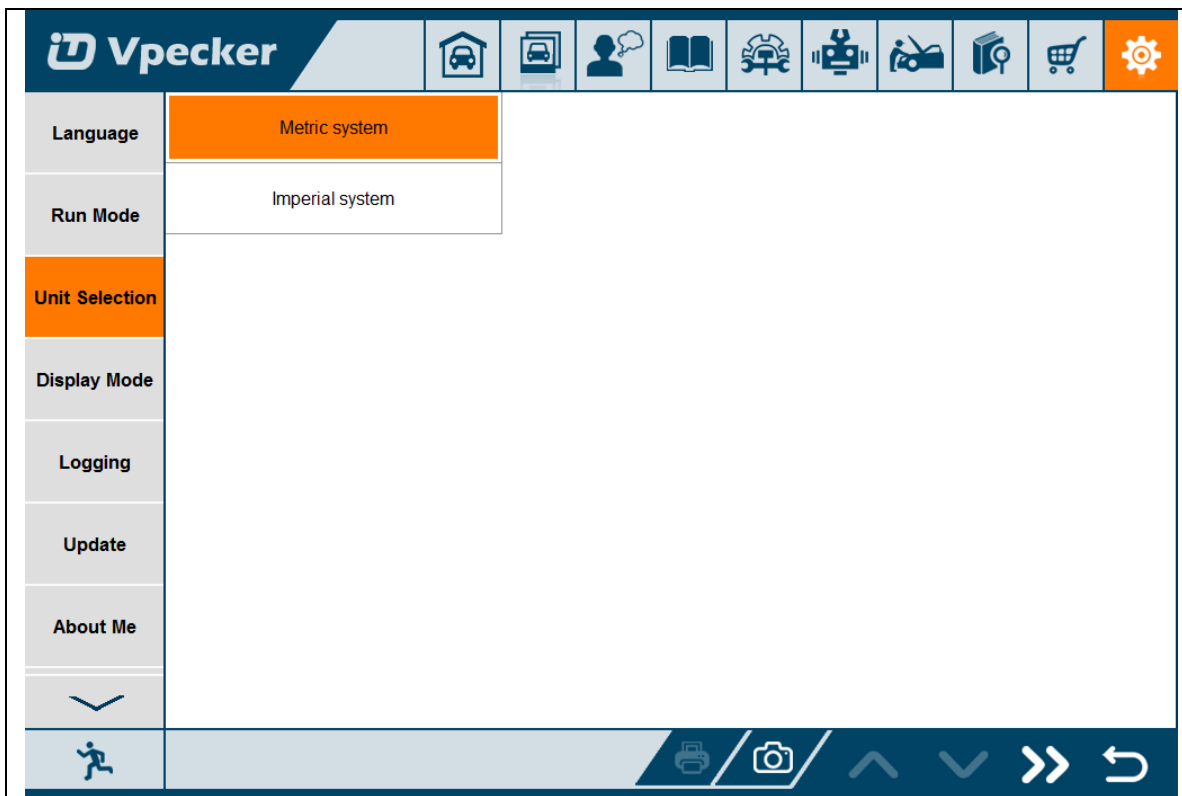 Vpecker
Language
Metric system
Imperial system
Run Mode
Unit Selection
Display Mode
Logging
Update
About Me